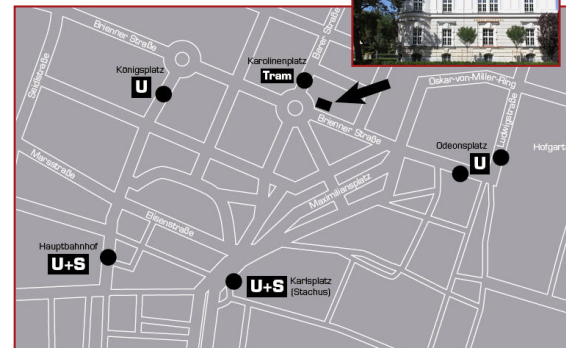 Brienner Straße
Barer Straße
Karolinenplatz
Tram
Königsplatz
U
Seidlstraße
Oskar-von-Miller-Ring
Ludwigstraße
Brienner Straße
Hofgart
Odeonsplatz
U
Marsstraße
Maximiliansplatz
Elisenstraße
Hauptbahnhof
U+S
U+S
Karlsplatz
(Stachus)